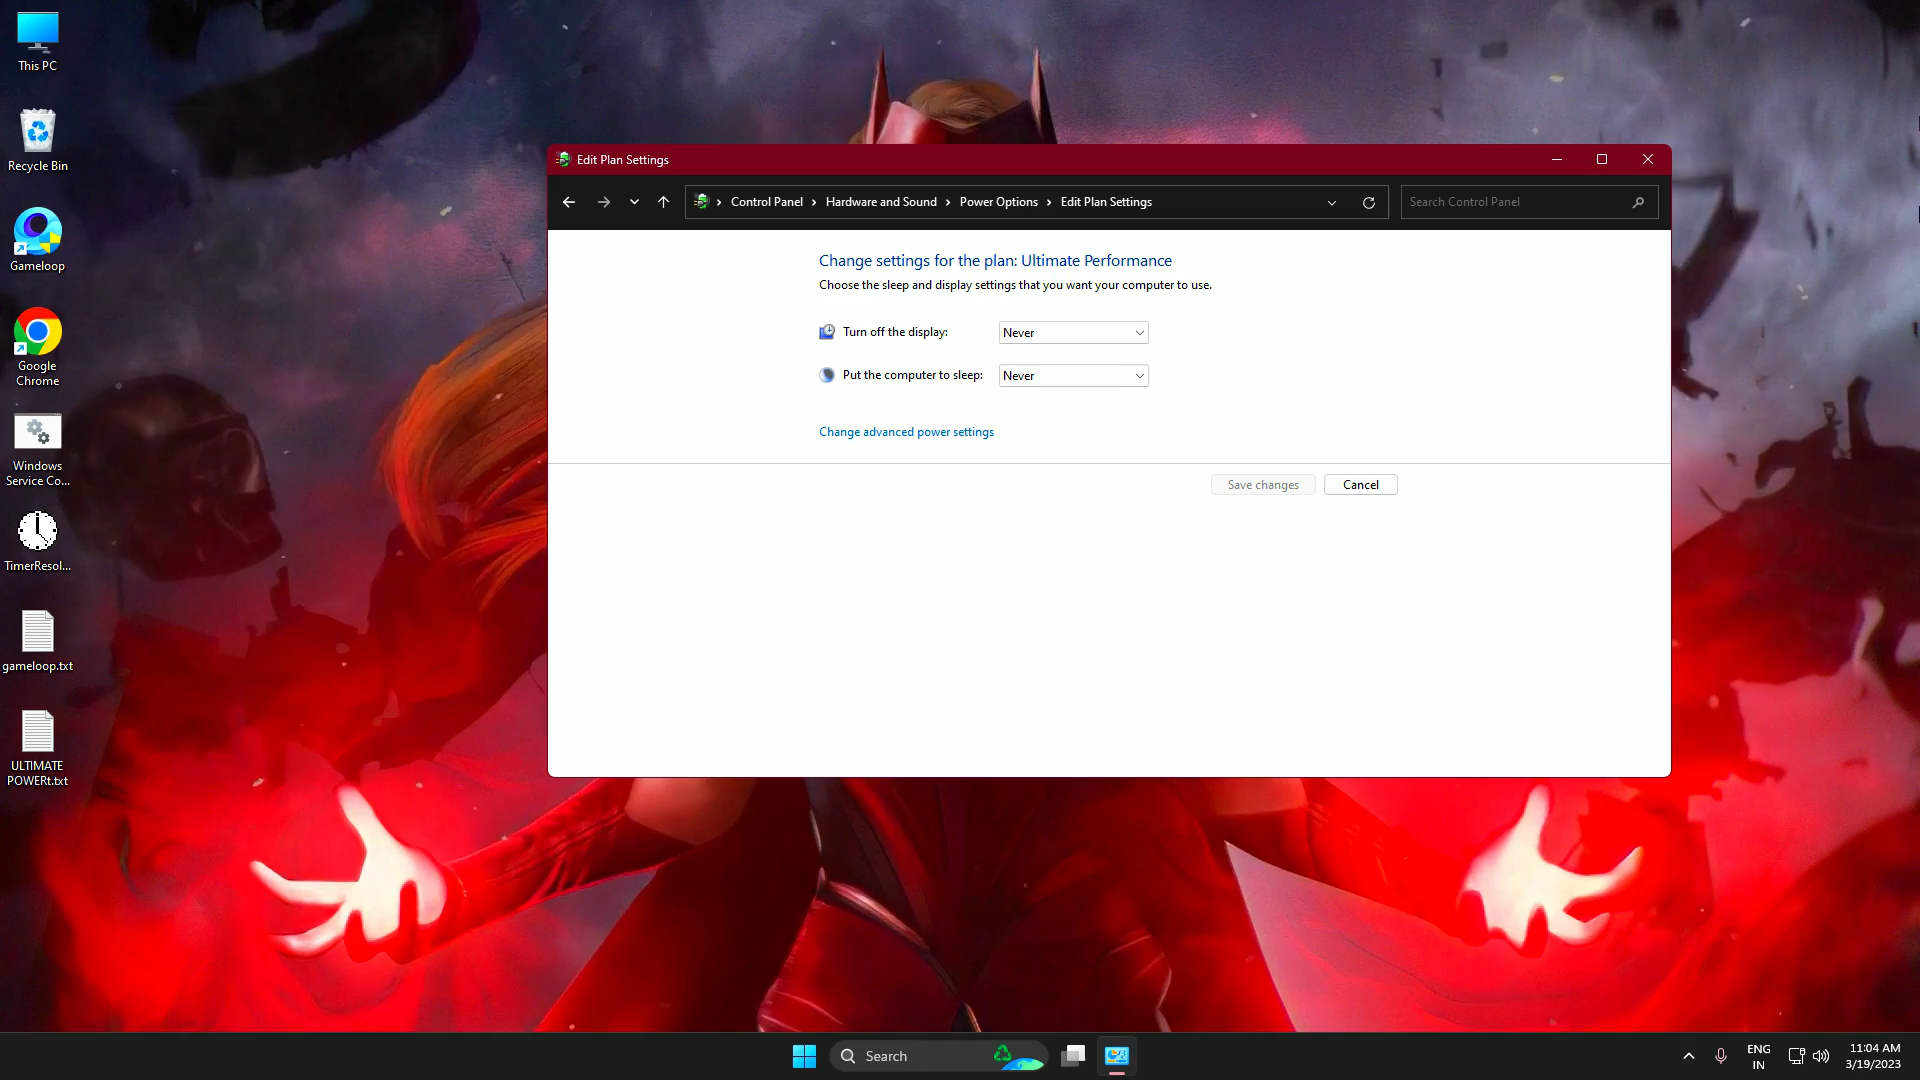 This PC
Recycle Bin
Gameloop
Google
Chrome
Windows
Service Co...
TimerResol...
gameloop.txt
ULTIMATE
POWERt.txt
Edit Plan Settings
Control Panel > Hardware and Sound > Power Options > Edit Plan Settings
Search Control Panel
Change settings for the plan: Ultimate Performance
Choose the sleep and display settings that you want your computer to use.
Turn off the display: Never
Put the computer to sleep: Never
Change advanced power settings
Save changes
Cancel
Search
ENG
IN
11:04 AM
3/19/2023